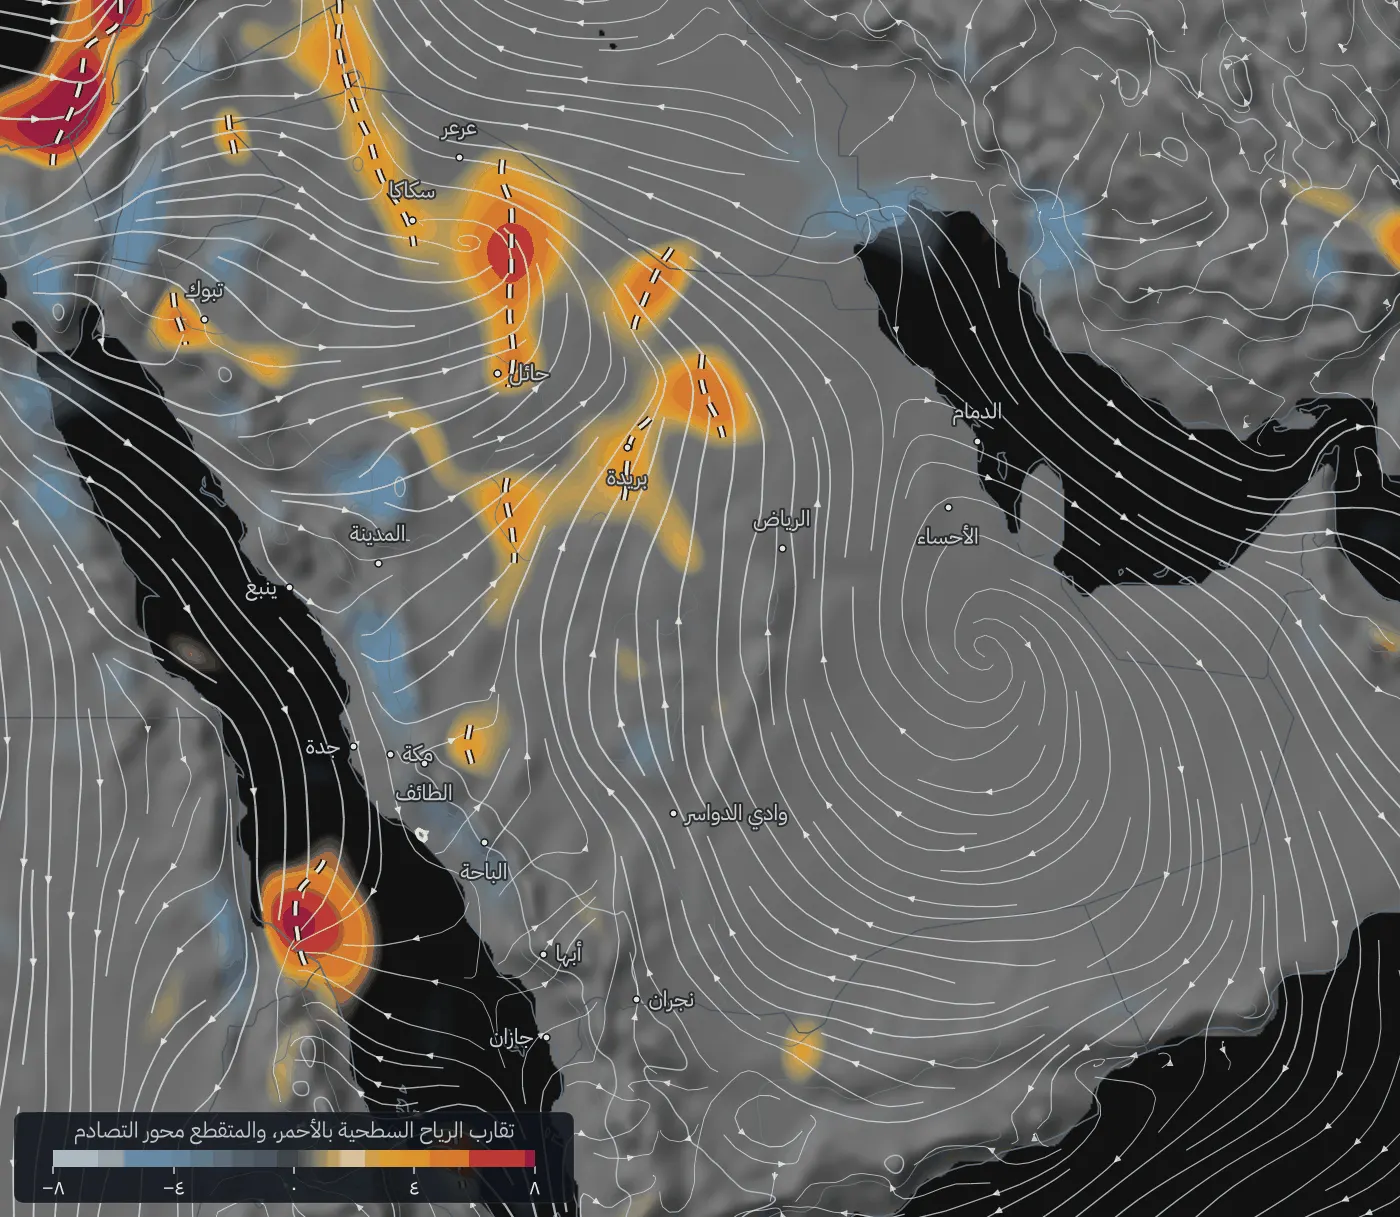 عرعر
سكاكا
تبوك
حائل
الدمام
بريدة
الرياض
الأحساء
المدينة
ينبع
جدة
مكة
الطائف
وادي الدواسر
الباحة
أبها
نجران
جازان
تقارب الرياح السطحية بالأحمر، والمتقطع محور التصادم
−٨ −٤ ٠ ٤ ٨